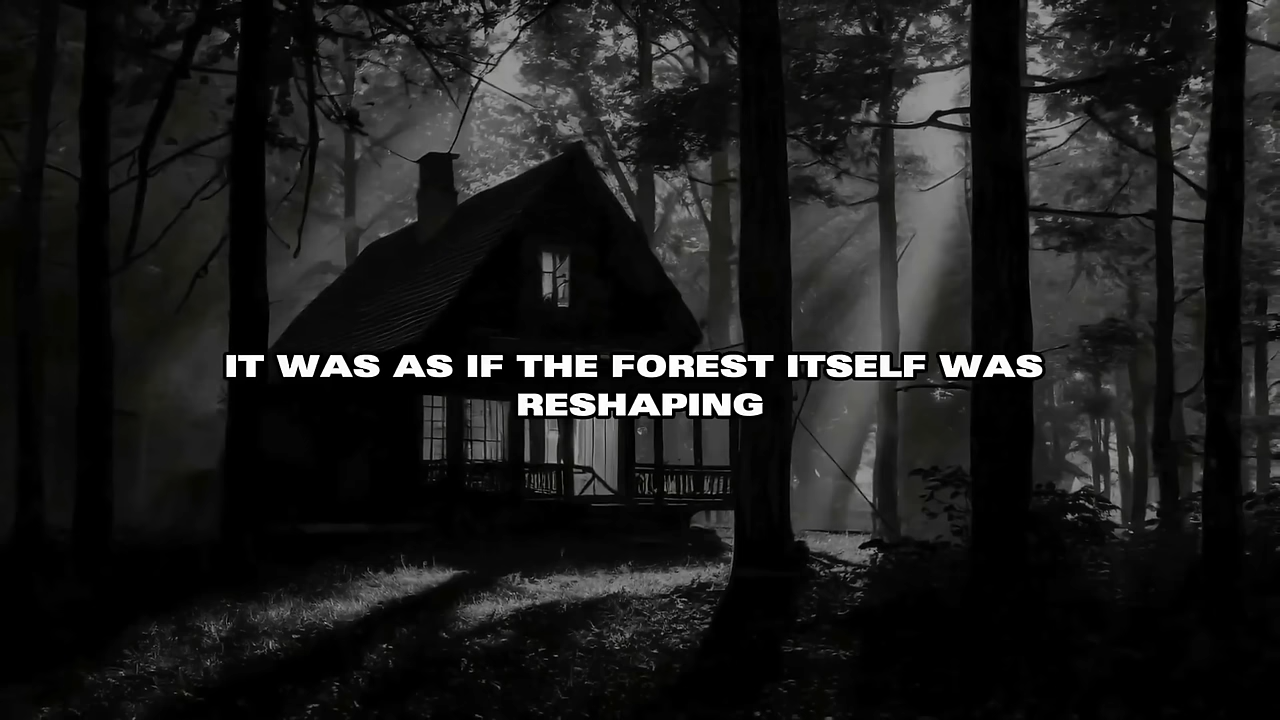 IT WAS AS IF THE FOREST ITSELF WAS
RESHAPING